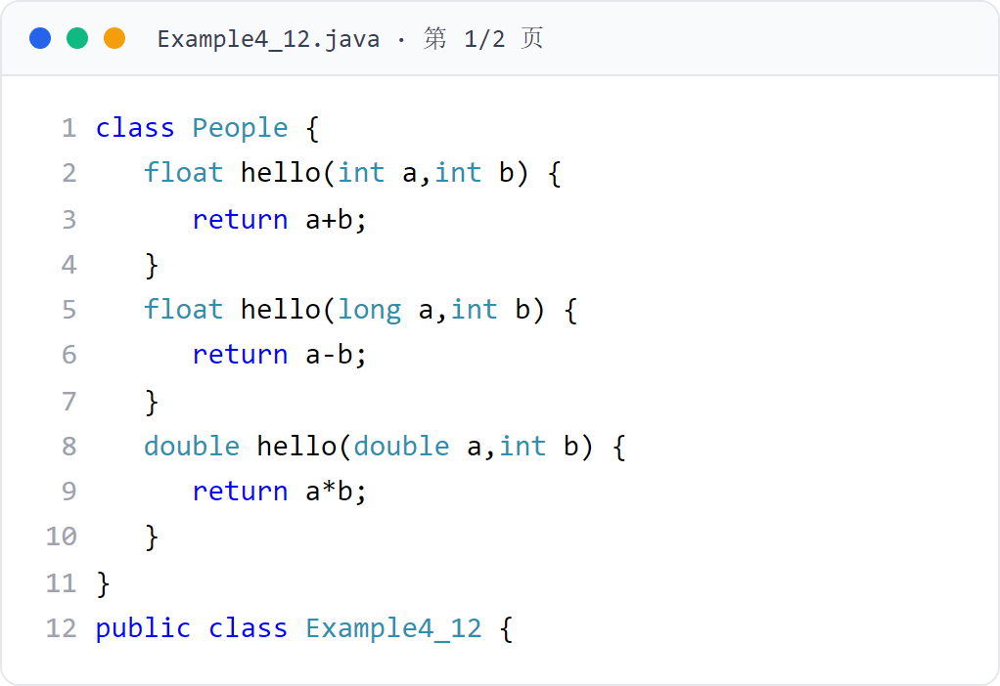 Example4_12.java · 第 1/2 页
1 class People {
2    float hello(int a,int b) {
3       return a+b;
4    }
5    float hello(long a,int b) {
6       return a-b;
7    }
8    double hello(double a,int b) {
9       return a*b;
10    }
11 }
12 public class Example4_12 {